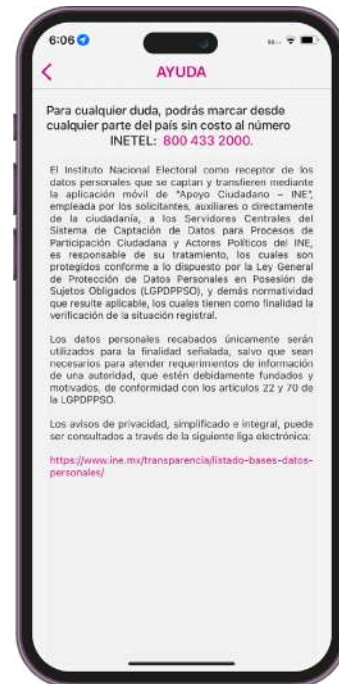 6:06
AYUDA
Para cualquier duda, podrás marcar desde
cualquier parte del país sin costo al número
INETEL: 800 433 2000.
El Instituto Nacional Electoral como receptor de los
datos personales que se captan y transfieren mediante
la aplicación móvil de "Apoyo Ciudadano – INE",
empleada por los solicitantes, auxiliares o directamente
de la ciudadanía, a los Servidores Centrales del
Sistema de Captación de Datos para Procesos de
Participación Ciudadana y Actores Políticos del INE,
es responsable de su tratamiento, los cuales son
protegidos conforme a lo dispuesto por la Ley General
de Protección de Datos Personales en Posesión de
Sujetos Obligados (LGPDPPSO), y demás normatividad
que resulte aplicable, los cuales tienen como finalidad la
verificación de la situación registral.
Los datos personales recabados únicamente serán
utilizados para la finalidad señalada, salvo que sean
necesarios para atender requerimientos de información
de una autoridad, que estén debidamente fundados y
motivados, de conformidad con los artículos 22 y 70 de
la LGPDPPSO.
Los avisos de privacidad, simplificado e integral, puede
ser consultados a través de la siguiente liga electrónica:
https://www.ine.mx/transparencia/listado-bases-datos-
personales/